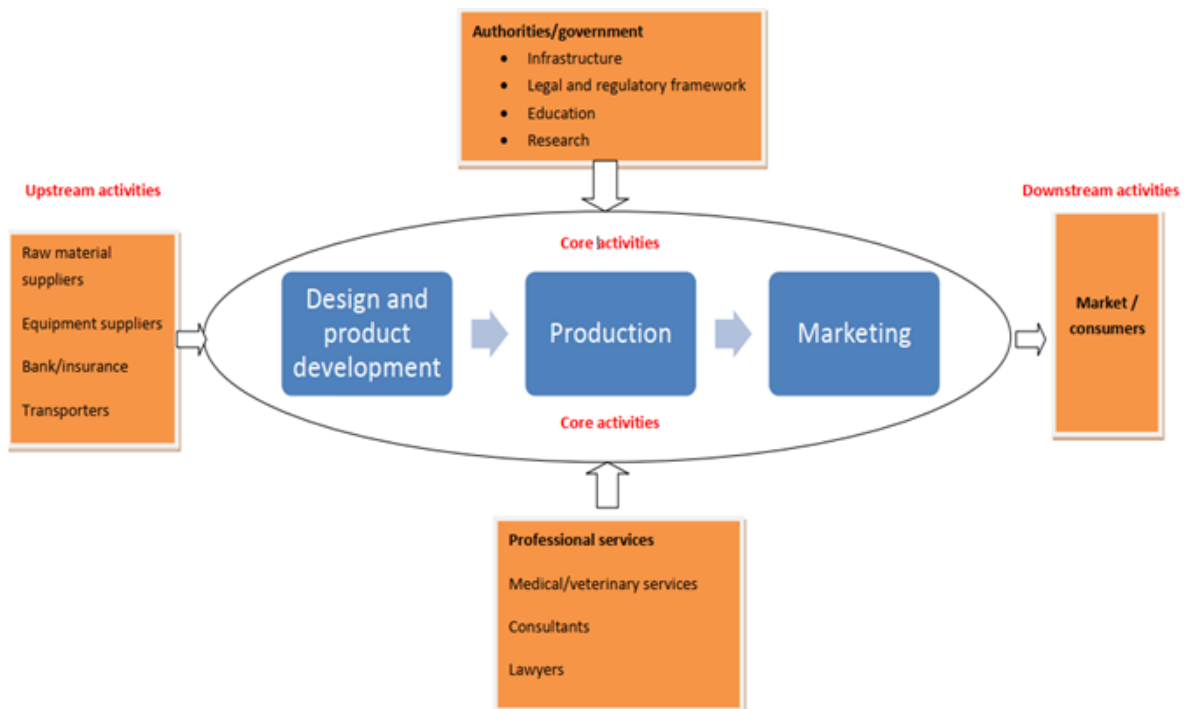 Authorities/government
• Infrastructure
• Legal and regulatory framework
• Education
• Research
Upstream activities
Downstream activities
Raw material
suppliers
Equipment suppliers
Bank/insurance
Transporters
Core activities
Design and
product
development
Production
Marketing
Core activities
Market /
consumers
Professional services
Medical/veterinary services
Consultants
Lawyers